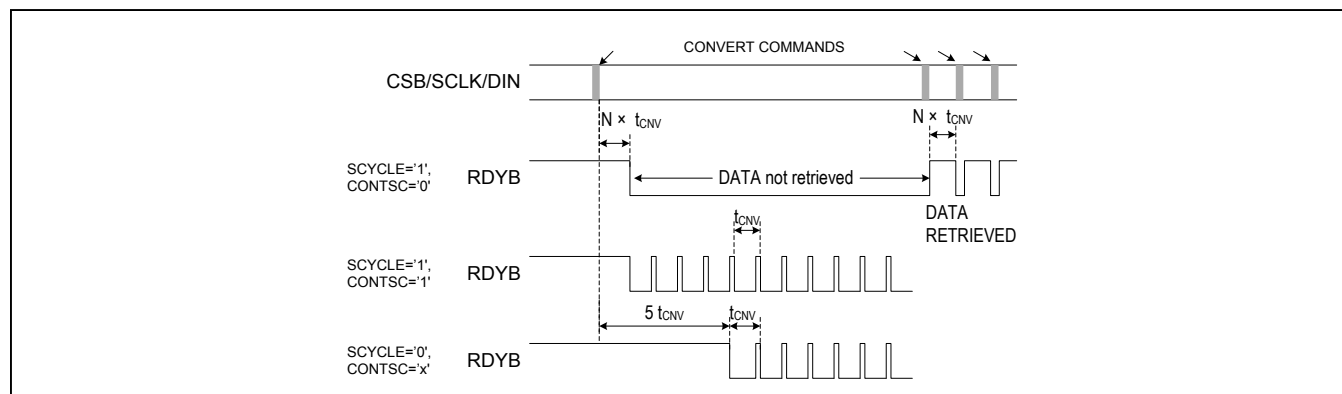 CONVERT COMMANDS
CSB/SCLK/DIN
N × tCNV N × tCNV
SCYCLE='1',
CONTSC='0'
RDYB
DATA not retrieved
DATA
RETRIEVED
tCNV
SCYCLE='1',
CONTSC='1'
RDYB
5 tCNV tCNV
SCYCLE='0',
CONTSC='x'
RDYB